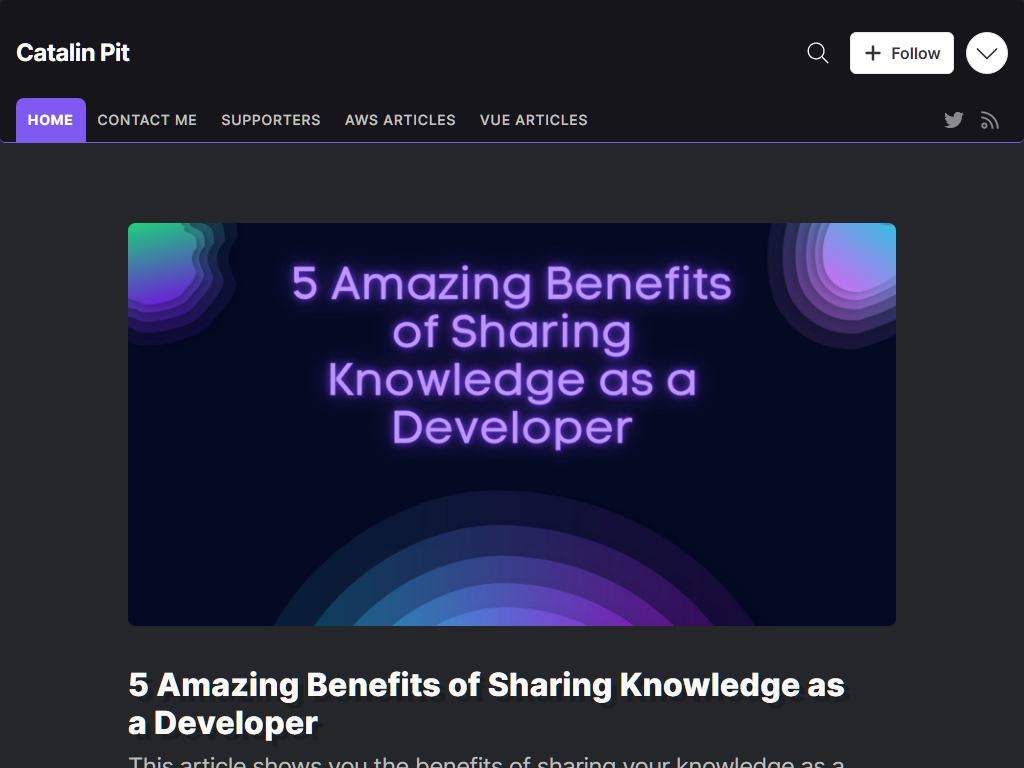 Catalin Pit
Follow
HOME CONTACT ME SUPPORTERS AWS ARTICLES VUE ARTICLES
5 Amazing Benefits
of Sharing
Knowledge as a
Developer
5 Amazing Benefits of Sharing Knowledge as
a Developer
This article shows you the benefits of sharing your knowledge as a